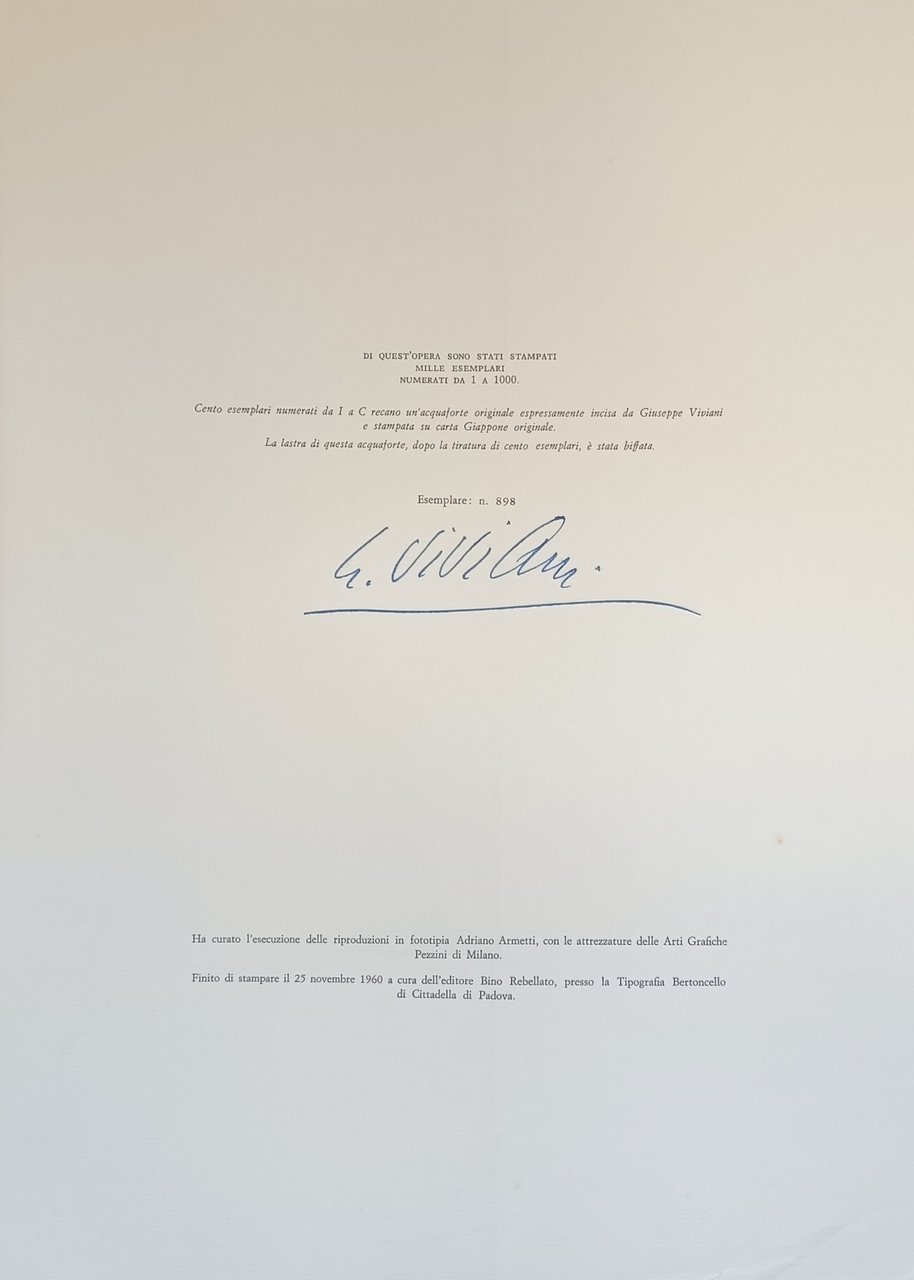 DI QUEST'OPERA SONO STATI STAMPATI
MILLE ESEMPLARI
NUMERATI DA 1 A 1000.
Cento esemplari numerati da I a C recano un'acquaforte originale espressamente incisa da Giuseppe Viviani
e stampata su carta Giappone originale.
La lastra di questa acquaforte, dopo la tiratura di cento esemplari, è stata biffata.
Esemplare: n. 898
G. Viviani.
Ha curato l'esecuzione delle riproduzioni in fototipia Adriano Armetti, con le attrezzature delle Arti Grafiche
Pezzini di Milano.
Finito di stampare il 25 novembre 1960 a cura dell'editore Bino Rebellato, presso la Tipografia Bertoncello
di Cittadella di Padova.